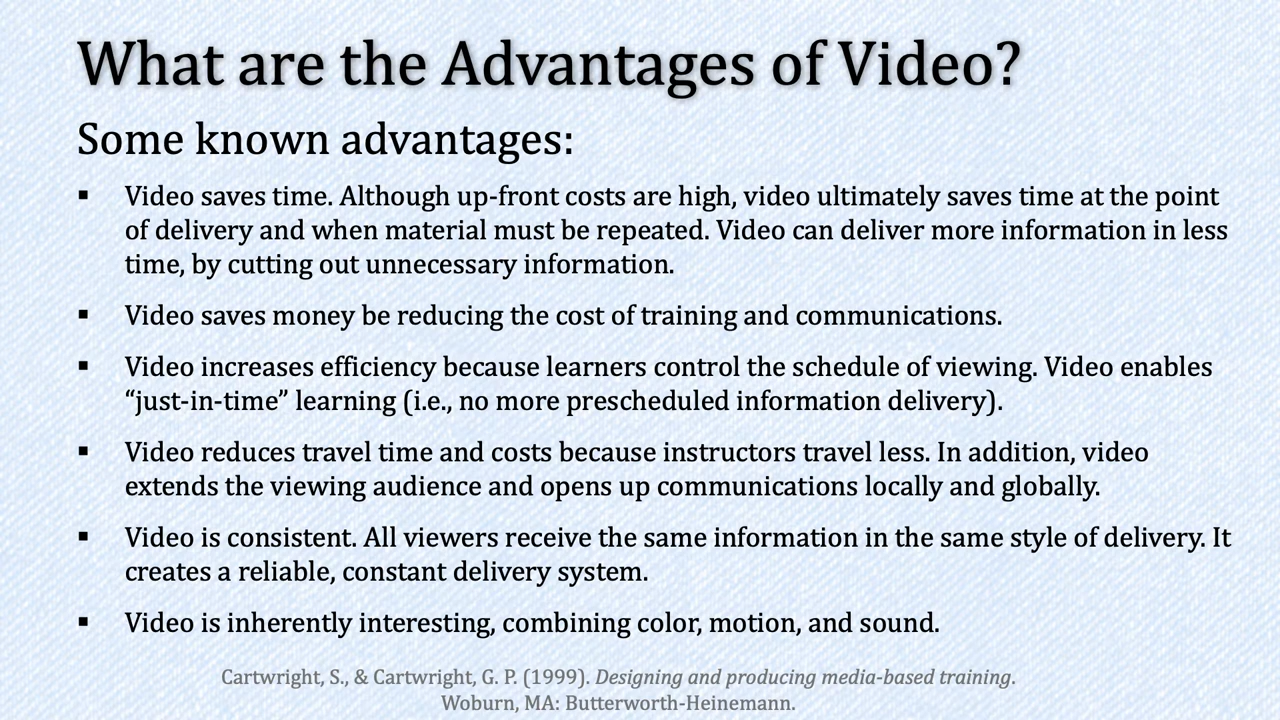 What are the Advantages of Video?
Some known advantages:
▪ Video saves time. Although up-front costs are high, video ultimately saves time at the point
of delivery and when material must be repeated. Video can deliver more information in less
time, by cutting out unnecessary information.
▪ Video saves money be reducing the cost of training and communications.
▪ Video increases efficiency because learners control the schedule of viewing. Video enables
“just-in-time” learning (i.e., no more prescheduled information delivery).
▪ Video reduces travel time and costs because instructors travel less. In addition, video
extends the viewing audience and opens up communications locally and globally.
▪ Video is consistent. All viewers receive the same information in the same style of delivery. It
creates a reliable, constant delivery system.
▪ Video is inherently interesting, combining color, motion, and sound.
Cartwright, S., & Cartwright, G. P. (1999). Designing and producing media-based training.
Woburn, MA: Butterworth-Heinemann.